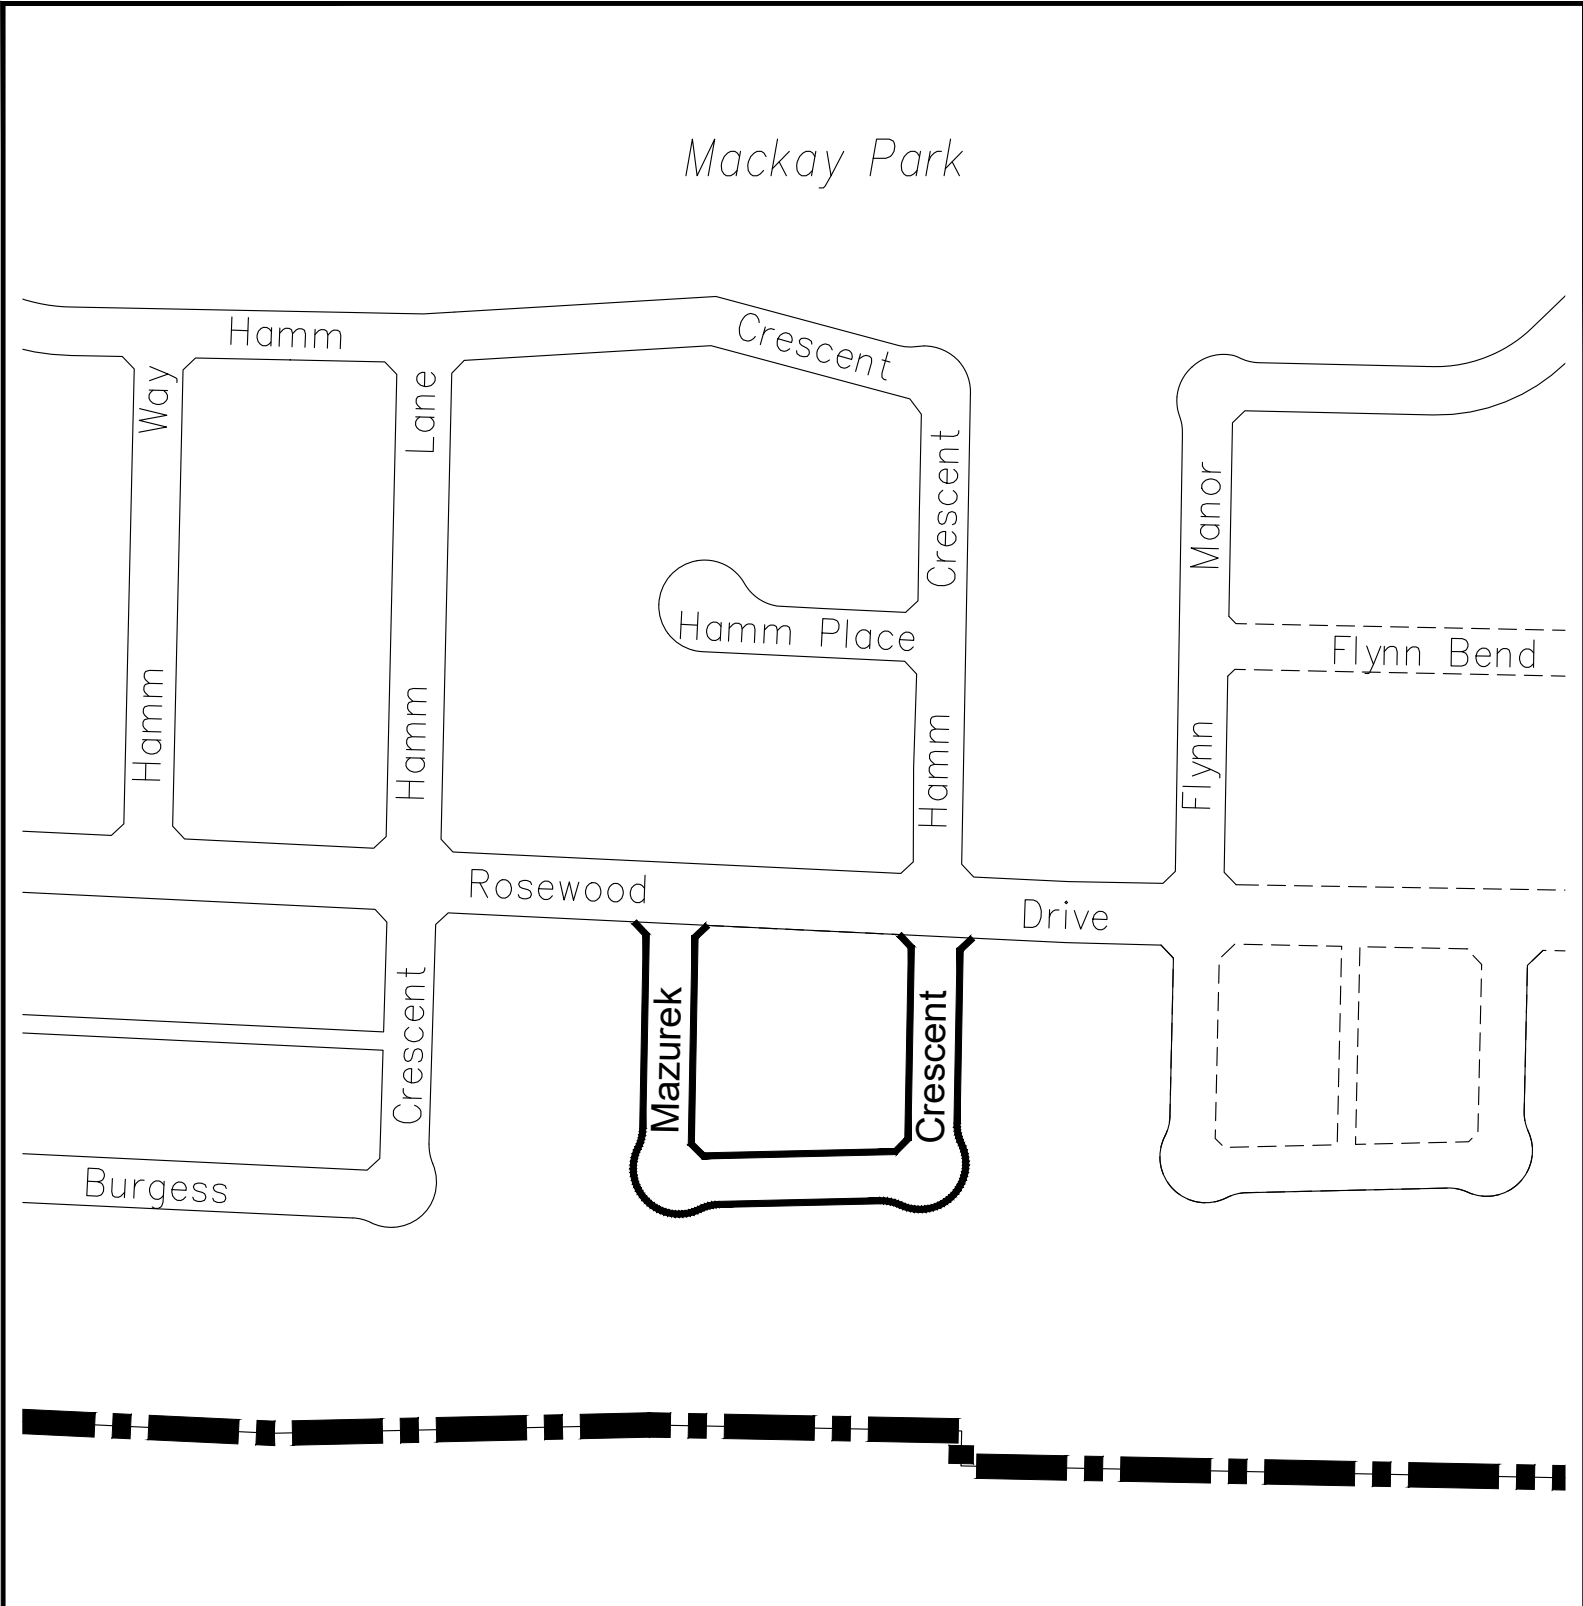 Mackay Park
Hamm
Crescent
Way
Lane
Crescent
Manor
Hamm Place
Flynn Bend
Hamm
Hamm
Hamm
Flynn
Rosewood
Drive
Crescent
Mazurek
Crescent
Burgess